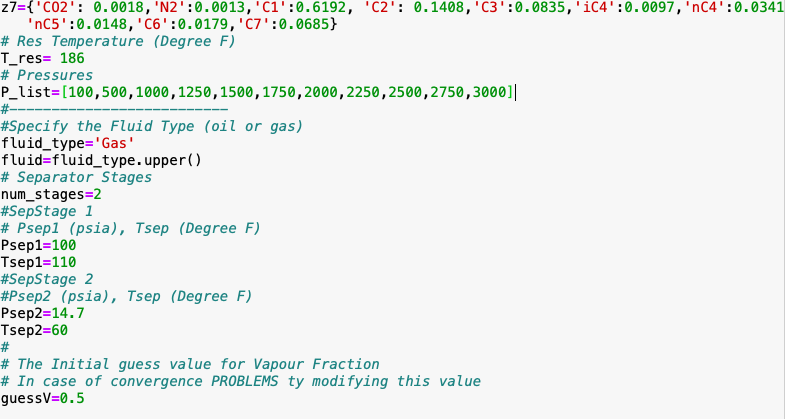 z7={'CO2': 0.0018,'N2':0.0013,'C1':0.6192, 'C2': 0.1408,'C3':0.0835,'iC4':0.0097,'nC4':0.0341
'nC5':0.0148,'C6':0.0179,'C7':0.0685}
# Res Temperature (Degree F)
T_res= 186
# Pressures
P_list=[100,500,1000,1250,1500,1750,2000,2250,2500,2750,3000]
#--------------------------
#Specify the Fluid Type (oil or gas)
fluid_type='Gas'
fluid=fluid_type.upper()
# Separator Stages
num_stages=2
#SepStage 1
# Psep1 (psia), Tsep (Degree F)
Psep1=100
Tsep1=110
#SepStage 2
#Psep2 (psia), Tsep (Degree F)
Psep2=14.7
Tsep2=60
#
# The Initial guess value for Vapour Fraction
# In case of convergence PROBLEMS ty modifying this value
guessV=0.5